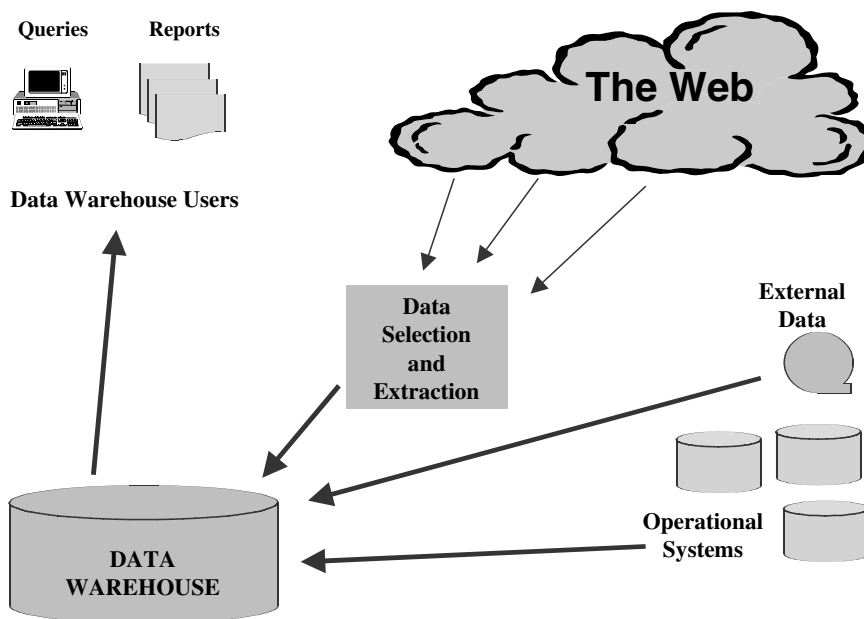 Queries
Reports
The Web
Data Warehouse Users
Data
Selection
and
Extraction
External
Data
Operational
Systems
DATA
WAREHOUSE